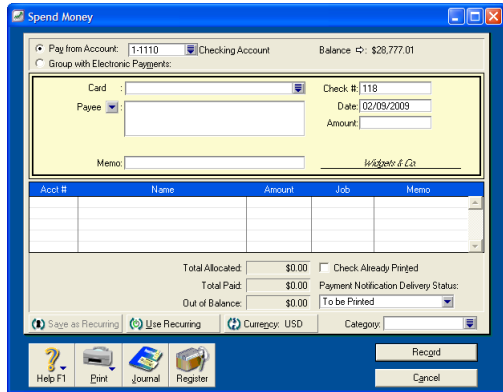 Spend Money
Pay from Account: 1-1110 Checking Account Balance ⇨: $28,777.01
Group with Electronic Payments:
Card : Check #: 118
Payee : Date: 02/09/2009
Amount:
Memo: Widgets & Co.
Acct # Name Amount Job Memo
Total Allocated: $0.00 Check Already Printed
Total Paid: $0.00 Payment Notification Delivery Status:
Out of Balance: $0.00 To be Printed
Save as Recurring Use Recurring Currency: USD Category:
Help F1 Print Journal Register Record
Cancel